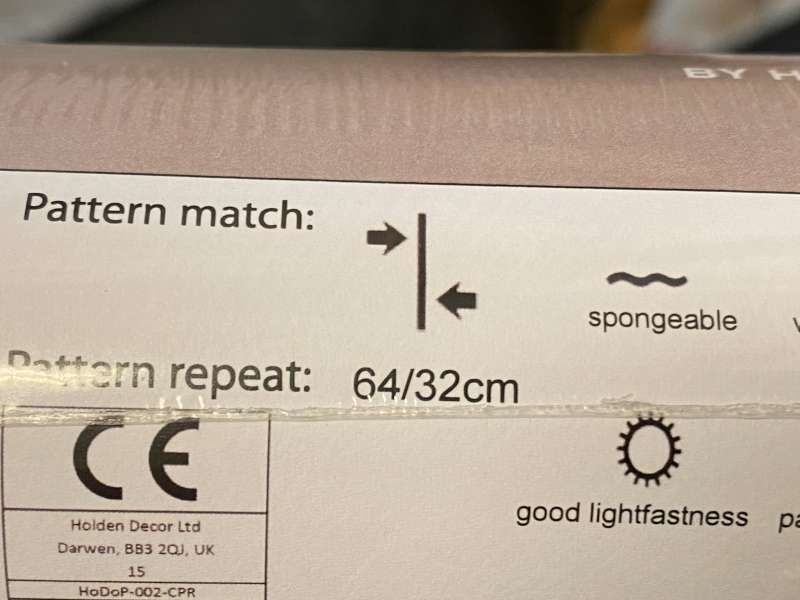 BY H
Pattern match:
spongeable
Pattern repeat: 64/32cm
CE
good lightfastness pa
Holden Decor Ltd
Darwen, BB3 2QJ, UK
15
HoDoP-002-CPR